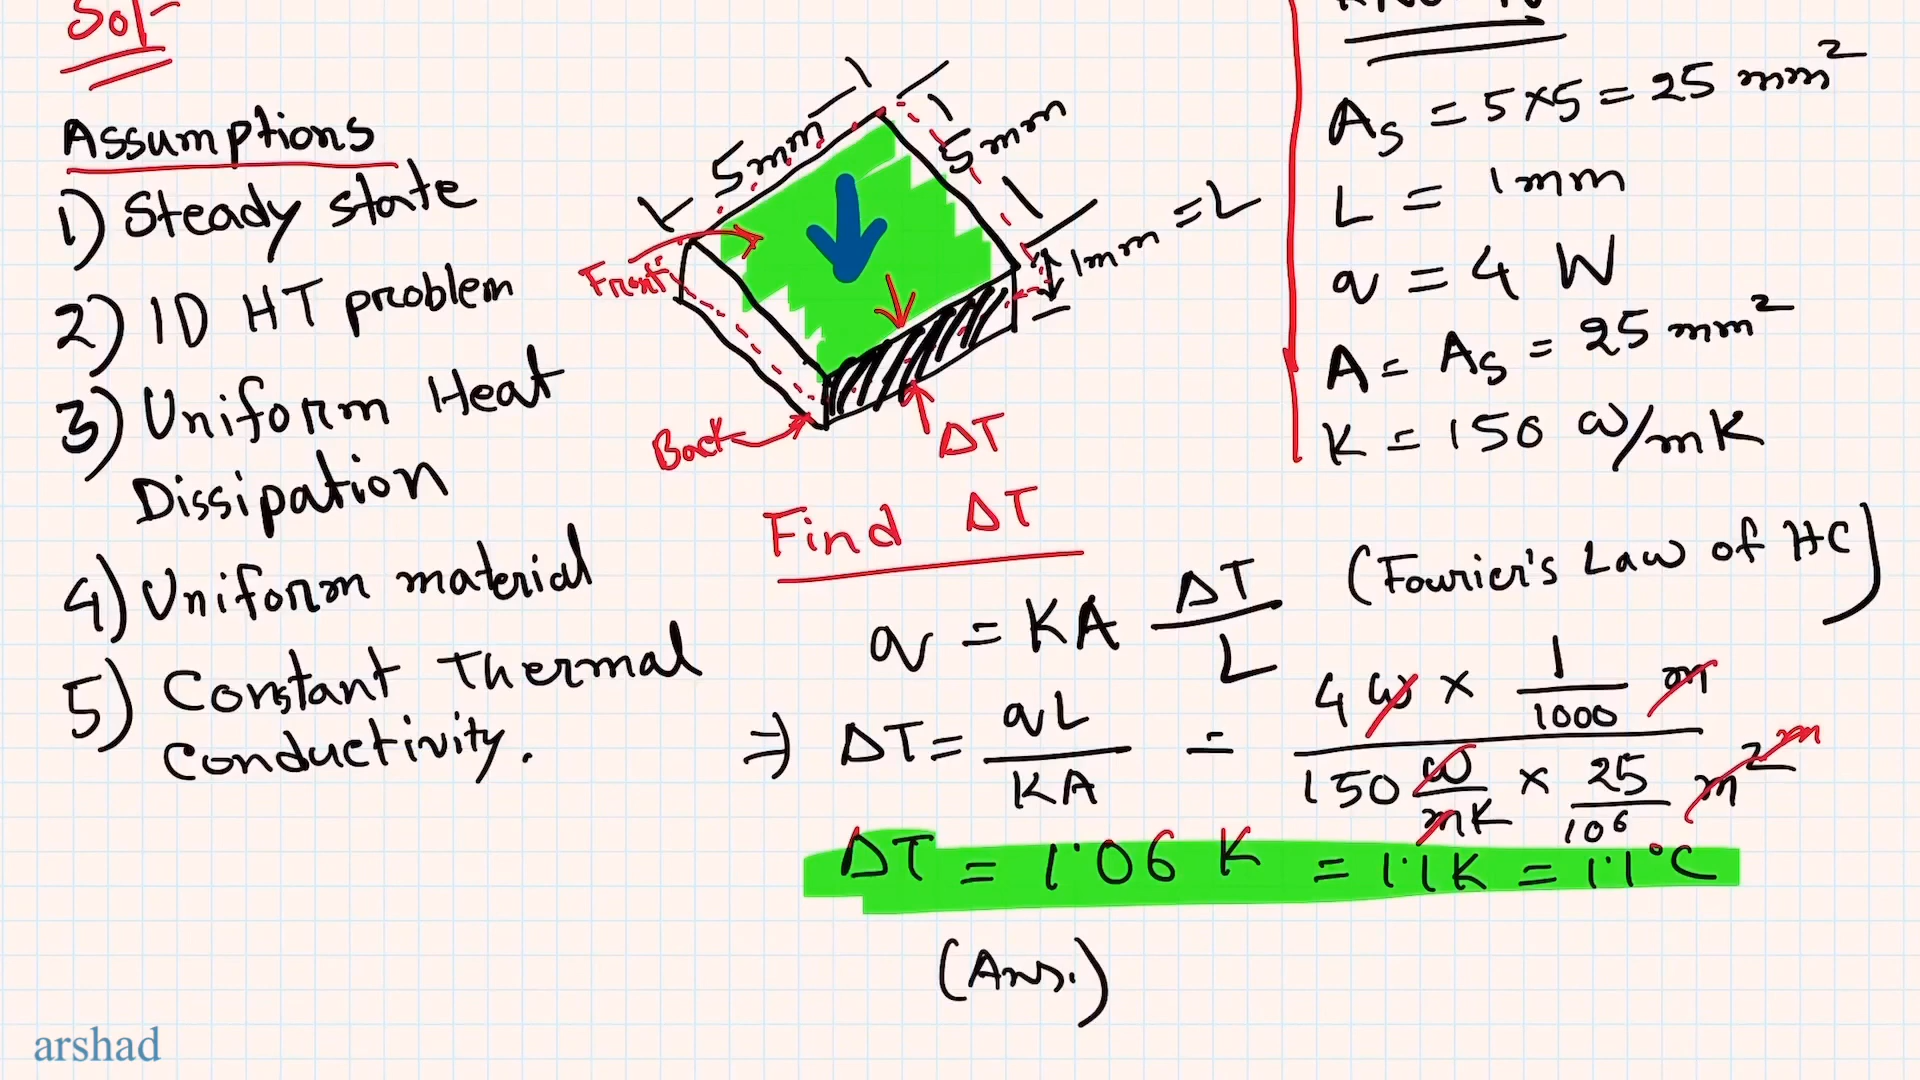 Sol-
Assumptions
1) Steady state
2) 1D HT problem
3) Uniform Heat
Dissipation
4) Uniform material
5) Constant Thermal
Conductivity.
5mm
5mm
1mm = L
Front
Back
ΔT
Find ΔT
A_S = 5×5 = 25 mm²
L = 1mm
q = 4 W
A = A_S = 25 mm²
K = 150 W/mK
q = KA ΔT/L (Fourier's Law of HC)
⇒ ΔT = qL/KA = 4 W × 1/1000 m / 150 W/mK × 25/10⁶ m² m
ΔT = 1.06 K = 1.1K = 1.1°C
(Ans.)
arshad